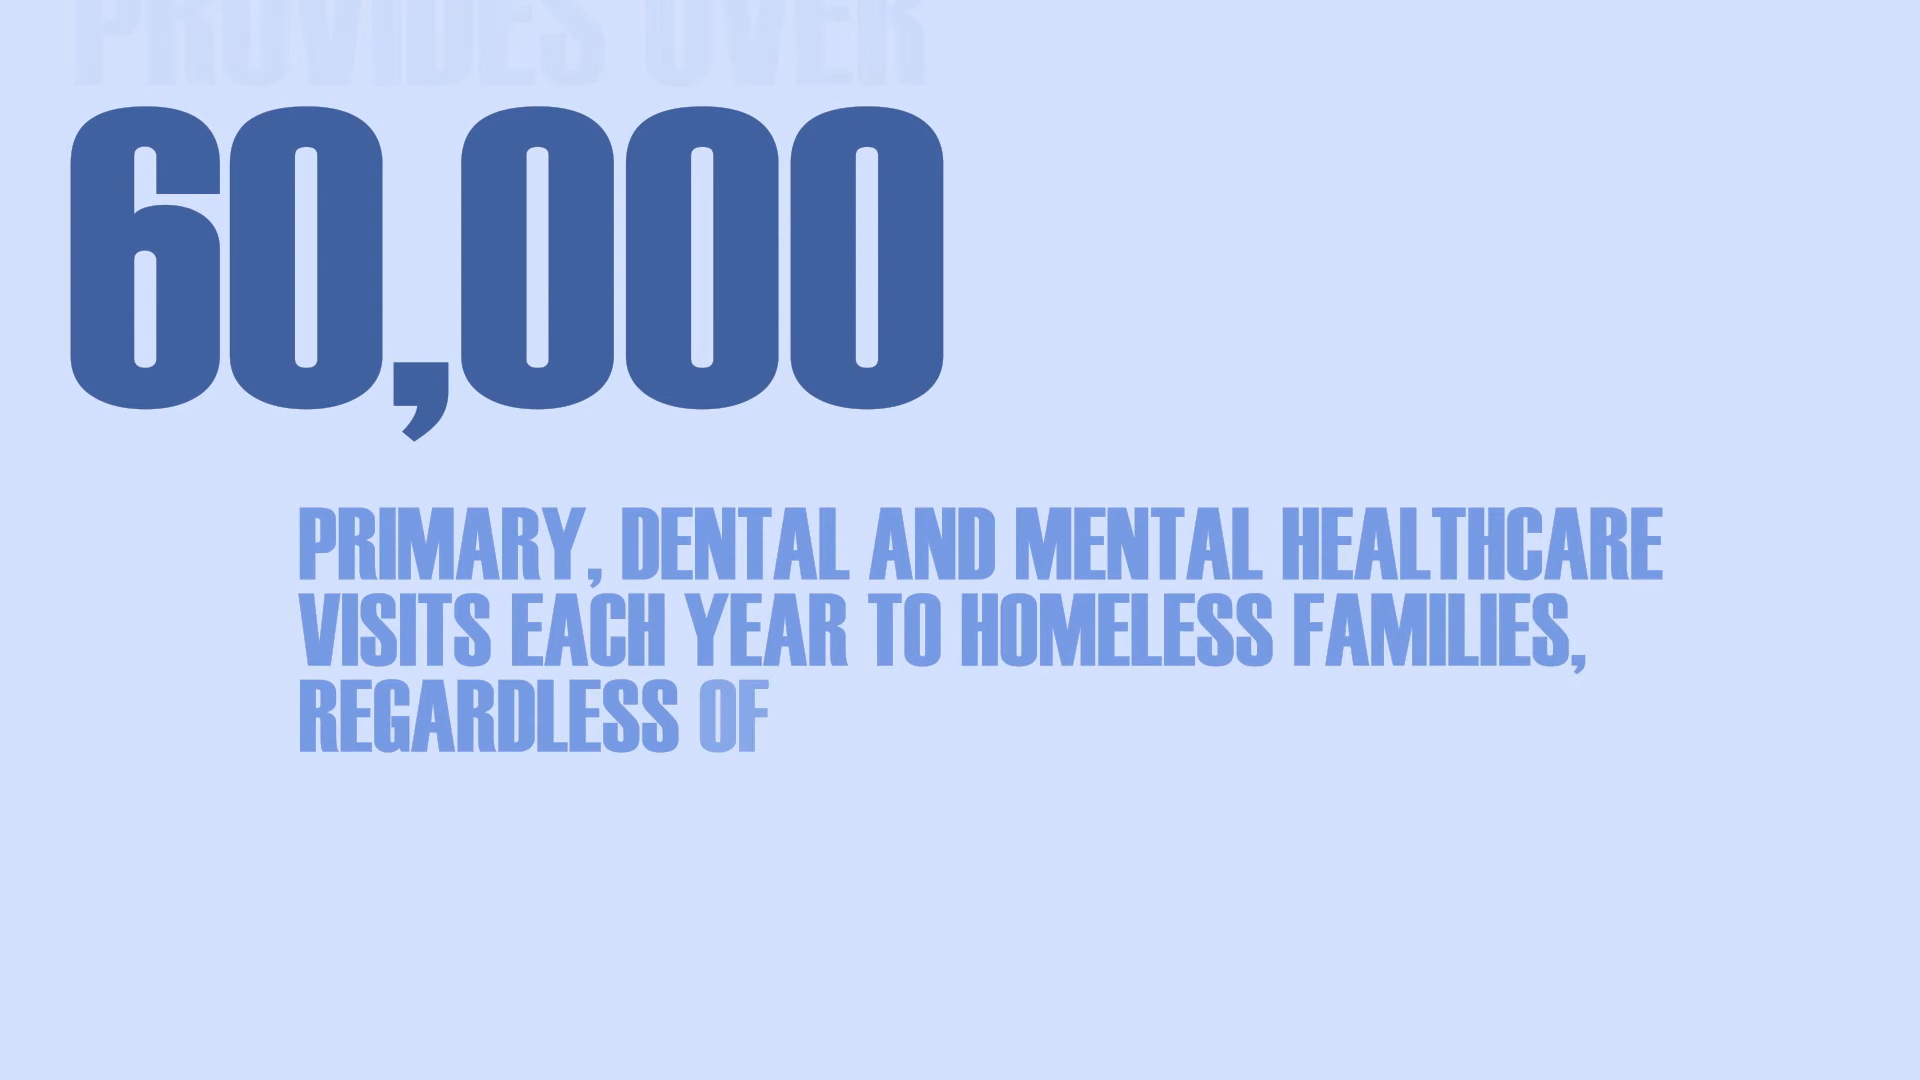 PROVIDES OVER
60,000
PRIMARY, DENTAL AND MENTAL HEALTHCARE
VISITS EACH YEAR TO HOMELESS FAMILIES,
REGARDLESS OF